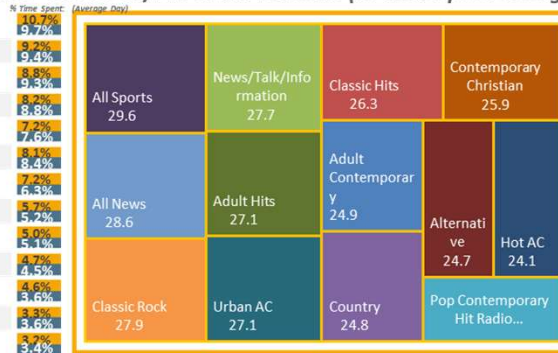 % Time Spent: (Average Day)
10.7%
9.7%
9.2%
9.4%
8.8%
9.3%
8.2%
8.8%
7.2%
7.6%
8.1%
8.4%
7.2%
6.3%
5.7%
5.2%
5.0%
5.1%
4.7%
4.5%
4.6%
3.6%
3.3%
3.6%
3.2%
3.4%
All Sports
29.6
News/Talk/Info
rmation
27.7
Classic Hits
26.3
Contemporary
Christian
25.9
All News
28.6
Adult Hits
27.1
Adult
Contemporar
y
24.9
Alternati
ve
24.7
Hot AC
24.1
Classic Rock
27.9
Urban AC
27.1
Country
24.8
Pop Contemporary
Hit Radio...